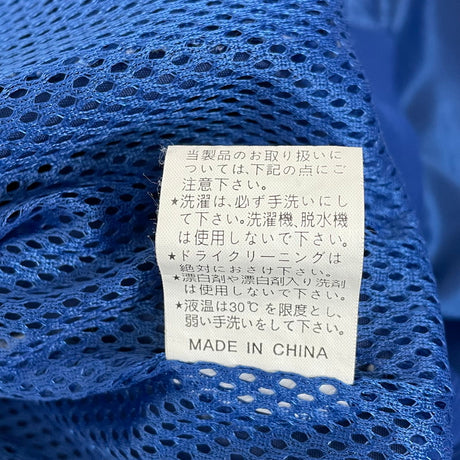 当製品のお取り扱いに
ついては、下記の点にご
注意下さい。
★洗濯は、必ず手洗いにし
て下さい。洗濯機、脱水機
は使用しないで下さい。
★ドライクリーニングは
絶対におさけ下さい。
★漂白剤や漂白剤入り洗剤
は使用しないで下さい。
★液温は30℃を限度とし、
弱い手洗いをして下さい。
MADE IN CHINA